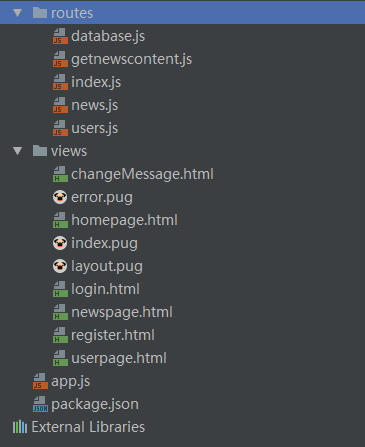 routes
database.js
getnewscontent.js
index.js
news.js
users.js
views
changeMessage.html
error.pug
homepage.html
index.pug
layout.pug
login.html
newspage.html
register.html
userpage.html
app.js
package.json
External Libraries